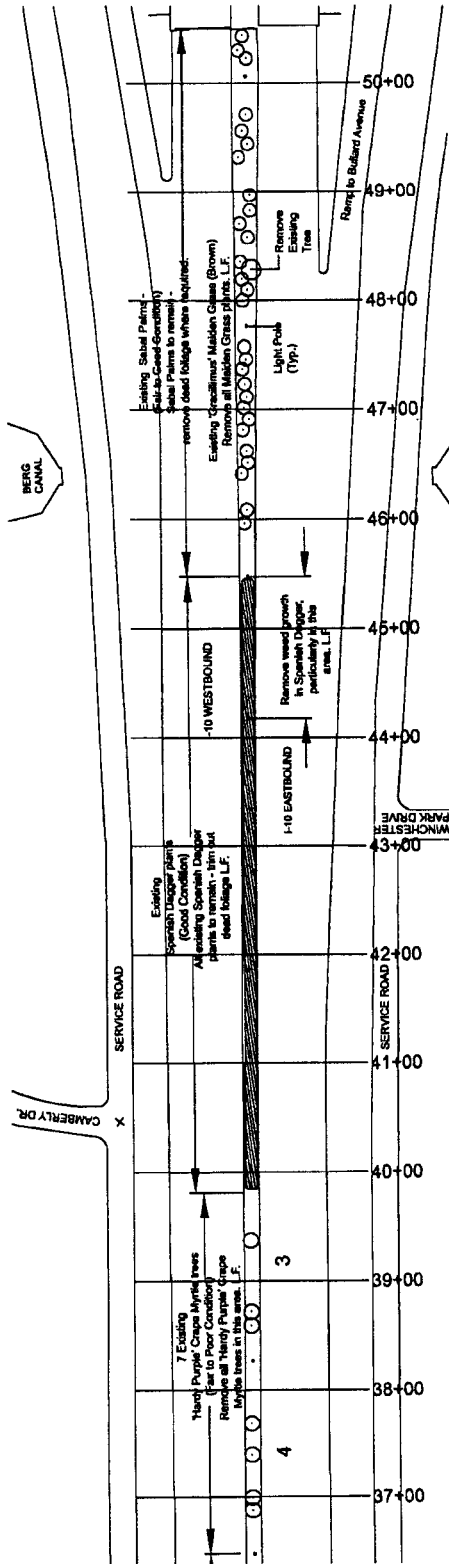 50+00
49+00
48+00
47+00
46+00
45+00
44+00
43+00
42+00
41+00
40+00
39+00
38+00
37+00
Ramp to Bullard Avenue
Remove
Existing
Tree
Light Pole
(Typ.)
Existing Sabal Palms -
(Fair to Good Condition)
Sabal Palms to remain -
remove dead foliage where required.
Existing 'Gracillimus' Maiden Grass (Brown)
Remove all Maiden Grass plants. L.F.
BERG
CANAL
-10 WESTBOUND
Remove weed growth
in Spanish Dagger,
particularly in this
area. L.F.
I-10 EASTBOUND
WINCHESTER
PARK DRIVE
Existing
Spanish Dagger plants
(Good Condition)
All existing Spanish Dagger
plants to remain - trim out
dead foliage L.F.
SERVICE ROAD
SERVICE ROAD
CAMBERLY DR.
X
7 Existing
'Hardy Purple' Crape Myrtle trees
(Fair to Poor Condition)
Remove all 'Hardy Purple' Crape
Myrtle trees in this area. L.F.
3
4